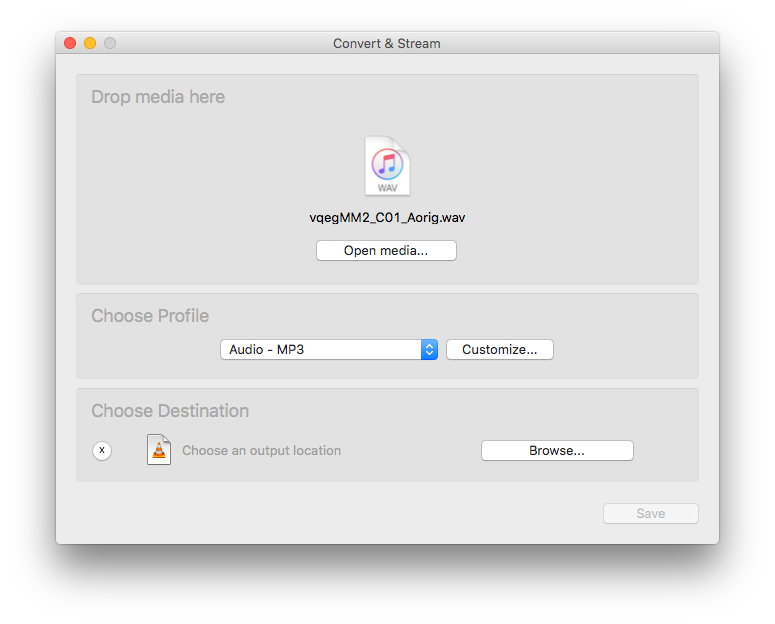 Convert & Stream
Drop media here
WAV
vqegMM2_C01_Aorig.wav
Open media...
Choose Profile
Audio - MP3
Customize...
Choose Destination
x
Choose an output location
Browse...
Save